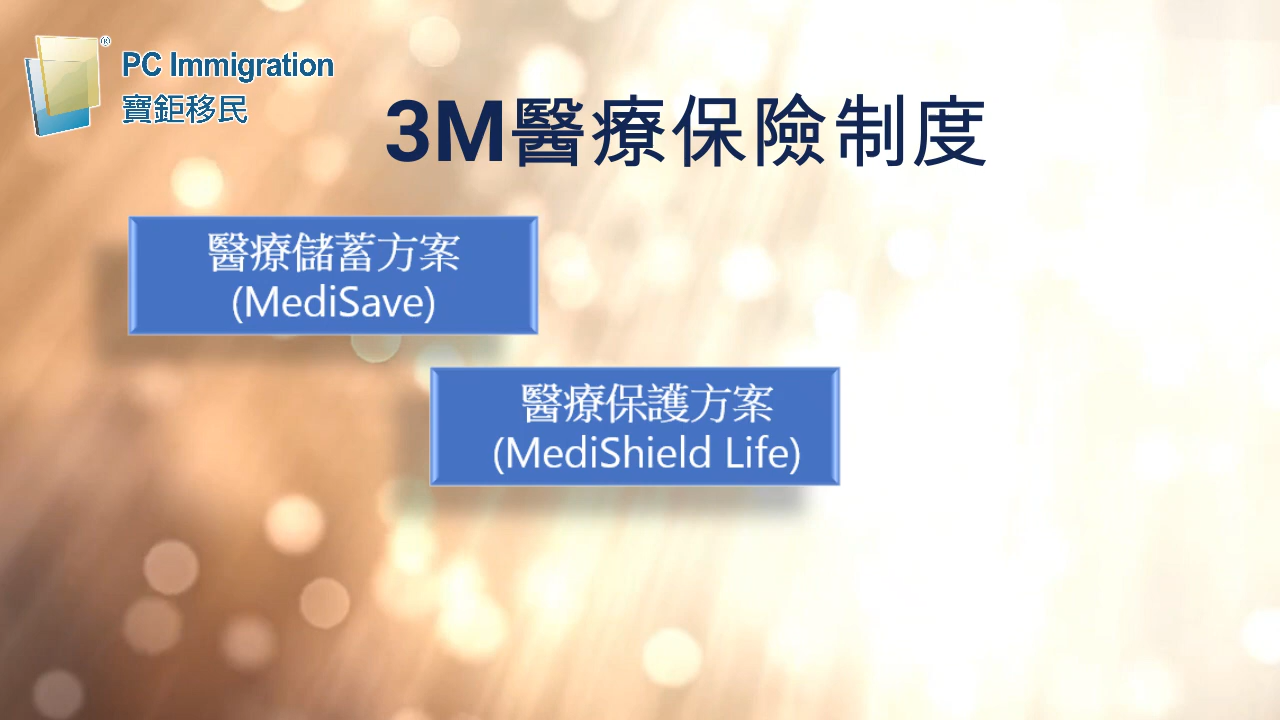 PC Immigration®
寶鉅移民
3M醫療保險制度
醫療儲蓄方案
(MediSave)
醫療保護方案
(MediShield Life)